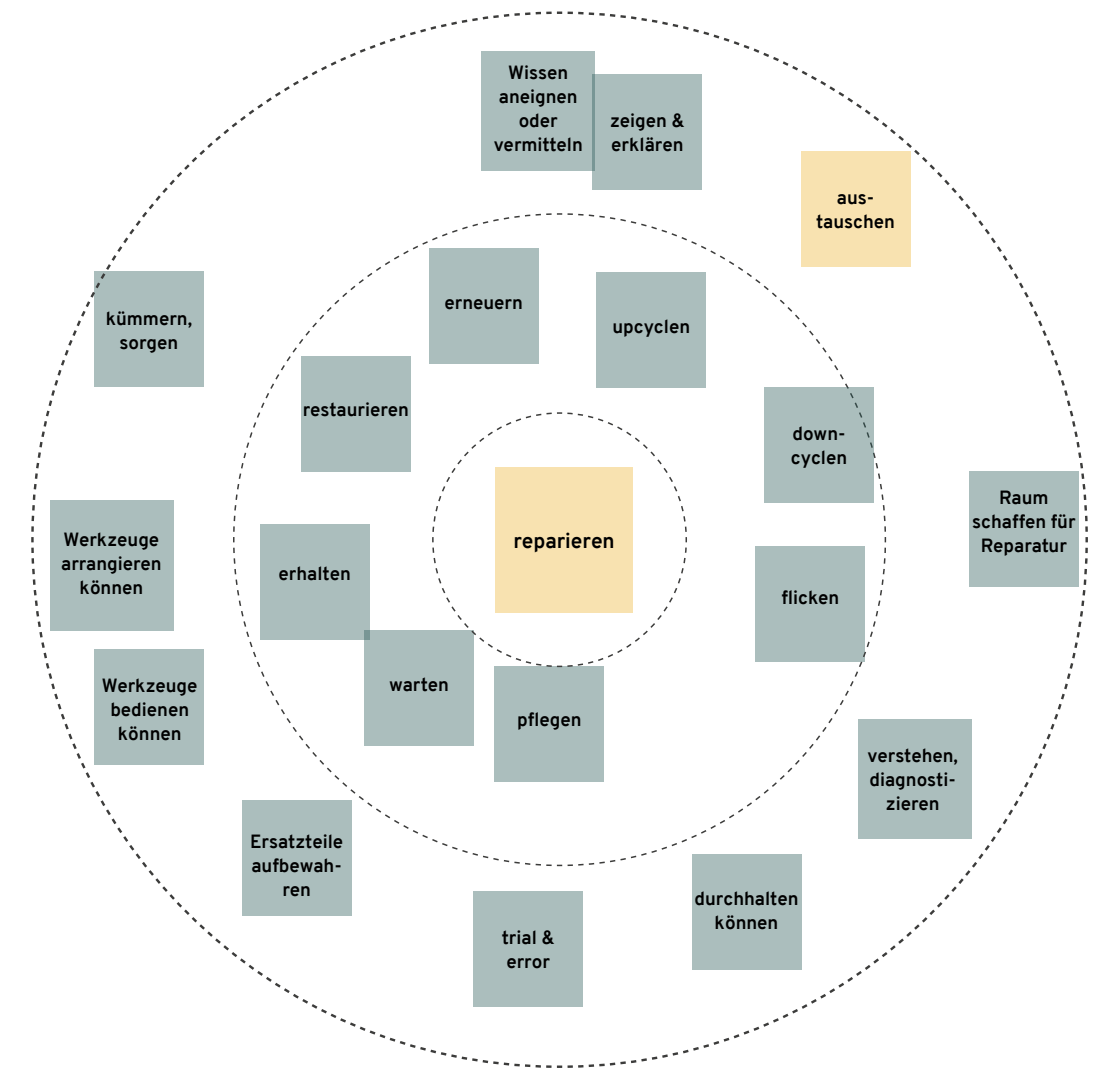 Wissen
aneignen
oder
vermitteln
zeigen &
erklären
aus-
tauschen
erneuern
upcyclen
kümmern,
sorgen
restaurieren
down-
cyclen
Raum
schaffen für
Reparatur
reparieren
Werkzeuge
arrangieren
können
erhalten
flicken
warten
Werkzeuge
bedienen
können
pflegen
verstehen,
diagnosti-
zieren
Ersatzteile
aufbewah-
ren
durchhalten
können
trial &
error